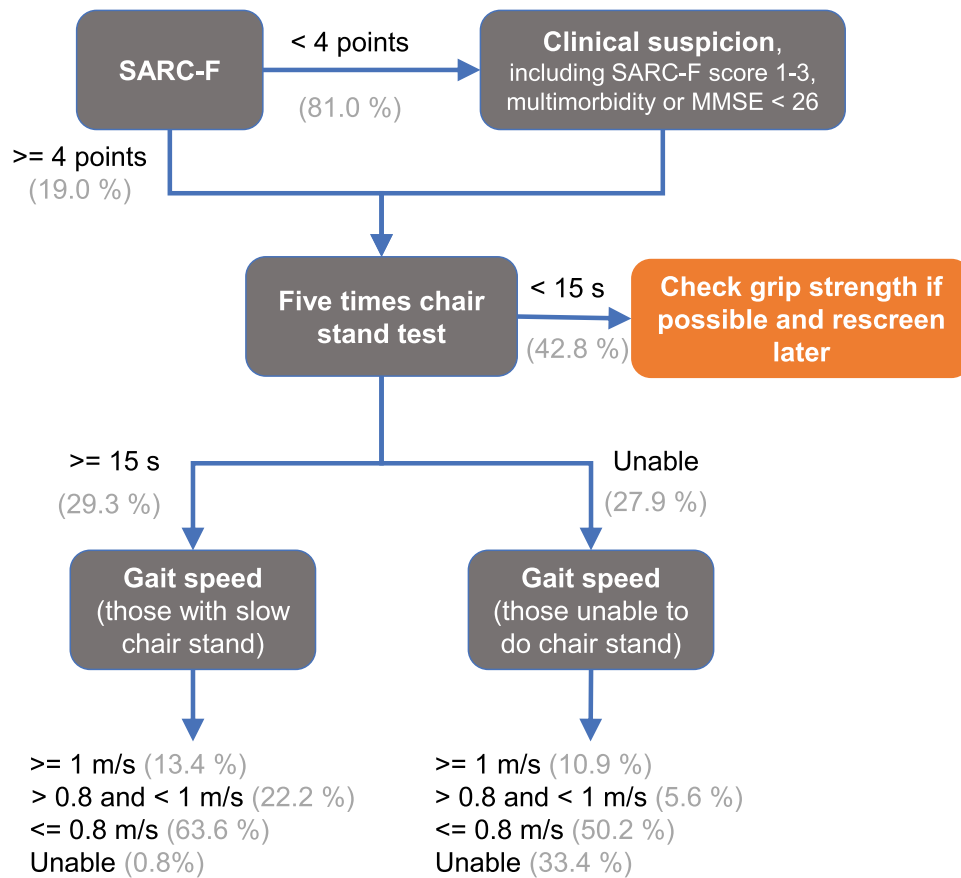 SARC-F
< 4 points
(81.0 %)
Clinical suspicion,
including SARC-F score 1-3,
multimorbidity or MMSE < 26
>= 4 points
(19.0 %)
Five times chair
stand test
< 15 s
(42.8 %)
Check grip strength if
possible and rescreen
later
>= 15 s
(29.3 %)
Unable
(27.9 %)
Gait speed
(those with slow
chair stand)
Gait speed
(those unable to
do chair stand)
>= 1 m/s (13.4 %)
> 0.8 and < 1 m/s (22.2 %)
<= 0.8 m/s (63.6 %)
Unable (0.8%)
>= 1 m/s (10.9 %)
> 0.8 and < 1 m/s (5.6 %)
<= 0.8 m/s (50.2 %)
Unable (33.4 %)